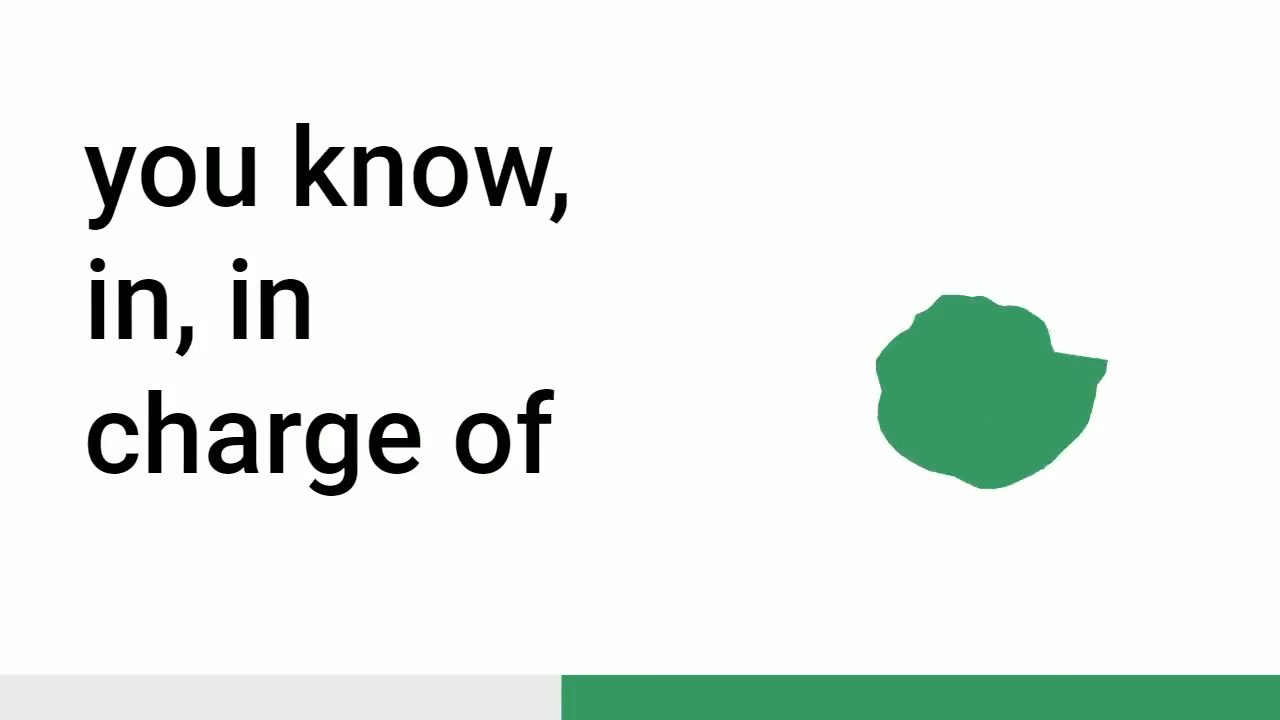 you know,
in, in
charge of